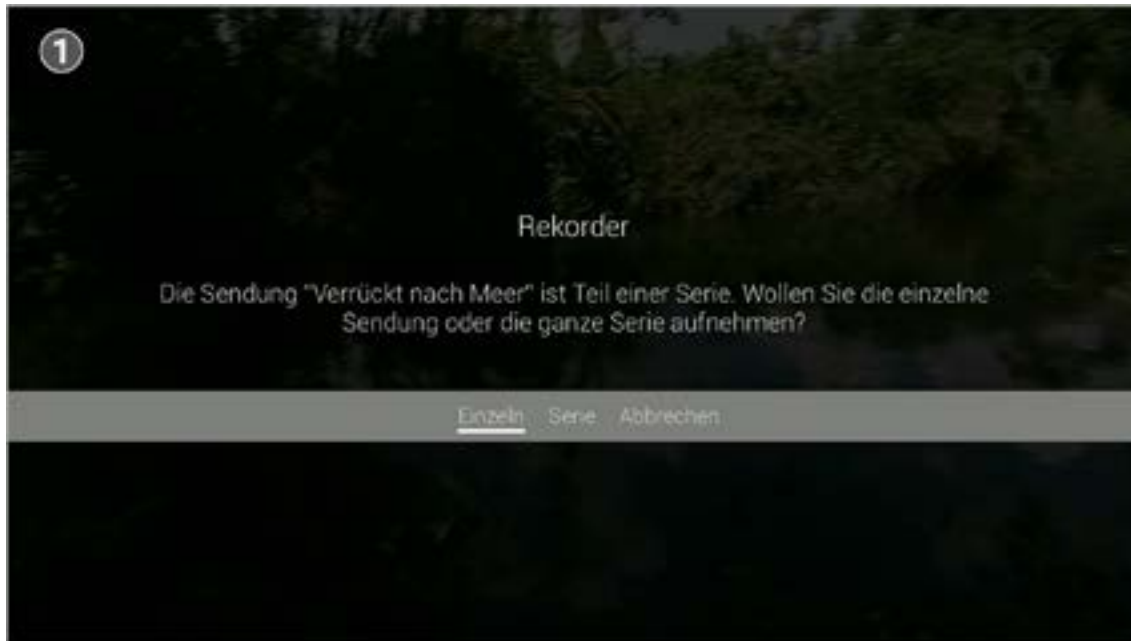 1
Rekorder
Die Sendung "Verrückt nach Meer" ist Teil einer Serie. Wollen Sie die einzelne
Sendung oder die ganze Serie aufnehmen?
Einzeln Serie Abbrechen